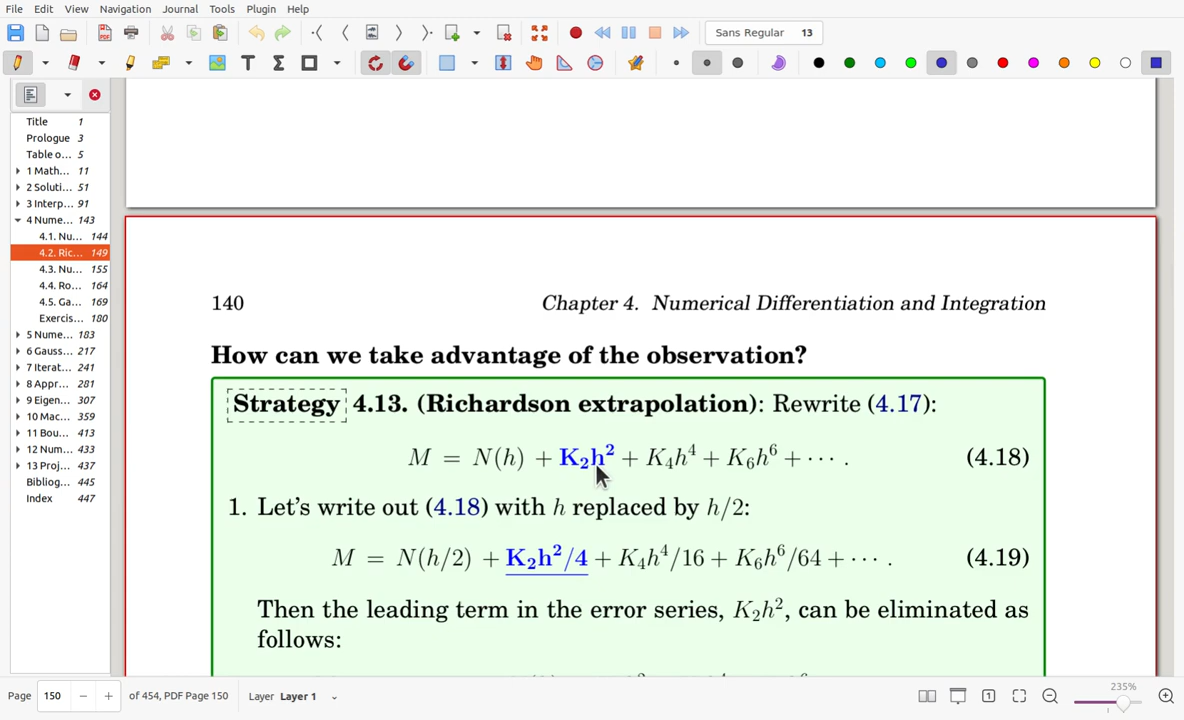 File Edit View Navigation Journal Tools Plugin Help
Sans Regular 13
Title 1
Prologue 3
Table o... 5
1 Math... 11
2 Soluti... 51
3 Interp... 91
4 Nume... 143
4.1. Nu... 144
4.2. Ric... 149
4.3. Nu... 155
4.4. Ro... 164
4.5. Ga... 169
Exercis... 180
5 Nume... 183
6 Gauss... 217
7 Iterat... 241
8 Appr... 281
9 Eigen... 307
10 Mac... 359
11 Bou... 413
12 Num... 433
13 Proj... 437
Bibliog... 445
Index 447
140 Chapter 4. Numerical Differentiation and Integration
How can we take advantage of the observation?
Strategy 4.13. (Richardson extrapolation): Rewrite (4.17):
M = N(h) + K₂h² + K₄h⁴ + K₆h⁶ + ⋯ . (4.18)
1. Let's write out (4.18) with h replaced by h/2:
M = N(h/2) + K₂h²/4 + K₄h⁴/16 + K₆h⁶/64 + ⋯ . (4.19)
Then the leading term in the error series, K₂h², can be eliminated as
follows:
Page 150 of 454, PDF Page 150 Layer Layer 1 235%